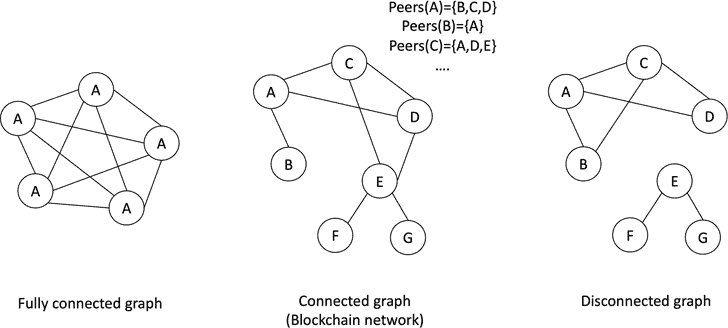 Peers(A)={B,C,D}
Peers(B)={A}
Peers(C)={A,D,E}
....
A
A
A
A
A
C
A
D
B
E
F
G
C
A
D
B
E
F
G
Fully connected graph
Connected graph
(Blockchain network)
Disconnected graph